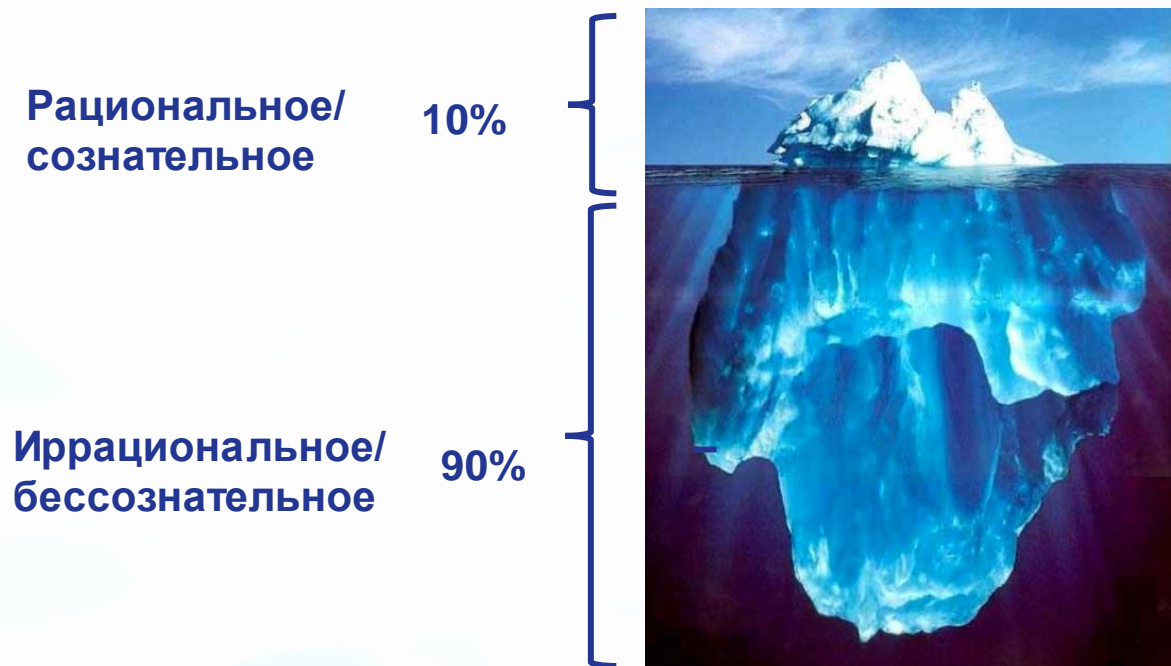 Рациональное/
сознательное
10%
Иррациональное/
бессознательное
90%